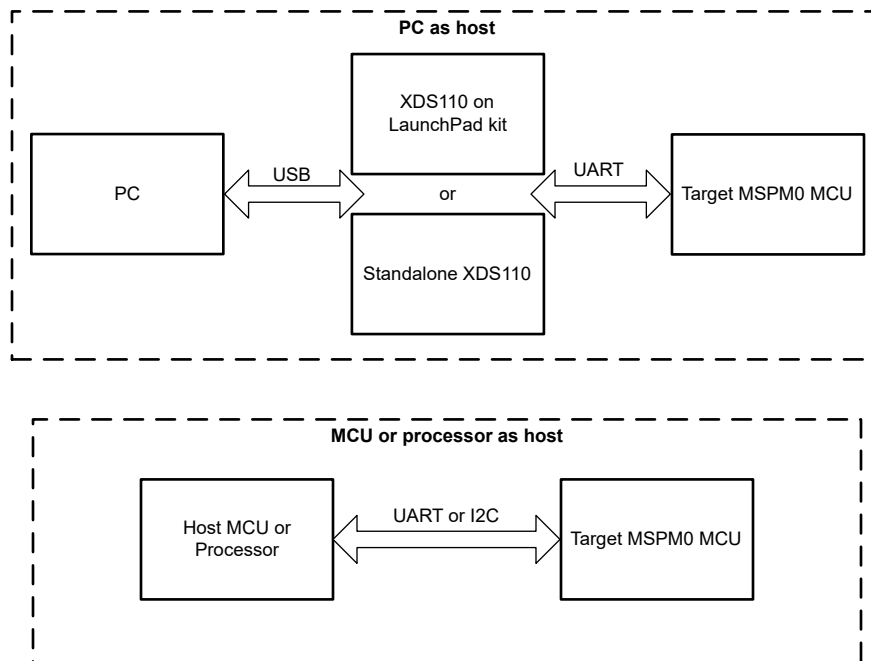 PC as host
XDS110 on
LaunchPad kit
PC
USB
or
UART
Target MSPM0 MCU
Standalone XDS110
MCU or processor as host
Host MCU or
Processor
UART or I2C
Target MSPM0 MCU